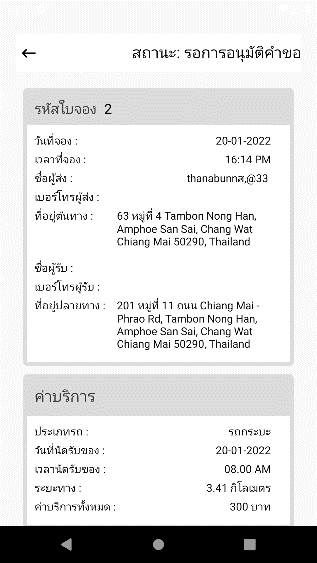 สถานะ: รอการอนุมัติคำขอ
รหัสใบจอง 2
วันที่จอง : 20-01-2022
เวลาที่จอง : 16:14 PM
ชื่อผู้ส่ง : thanabunnส,@33
เบอร์โทรผู้ส่ง :
ที่อยู่ต้นทาง : 63 หมู่ที่ 4 Tambon Nong Han,
Amphoe San Sai, Chang Wat
Chiang Mai 50290, Thailand
ชื่อผู้รับ :
เบอร์โทรผู้รับ :
ที่อยู่ปลายทาง : 201 หมู่ที่ 11 ถนน Chiang Mai -
Phrao Rd, Tambon Nong Han,
Amphoe San Sai, Chang Wat
Chiang Mai 50290, Thailand
ค่าบริการ
ประเภทรถ : รถกระบะ
วันที่นัดรับของ : 20-01-2022
เวลานัดรับของ : 08.00 AM
ระยะทาง : 3.41 กิโลเมตร
ค่าบริการทั้งหมด : 300 บาท